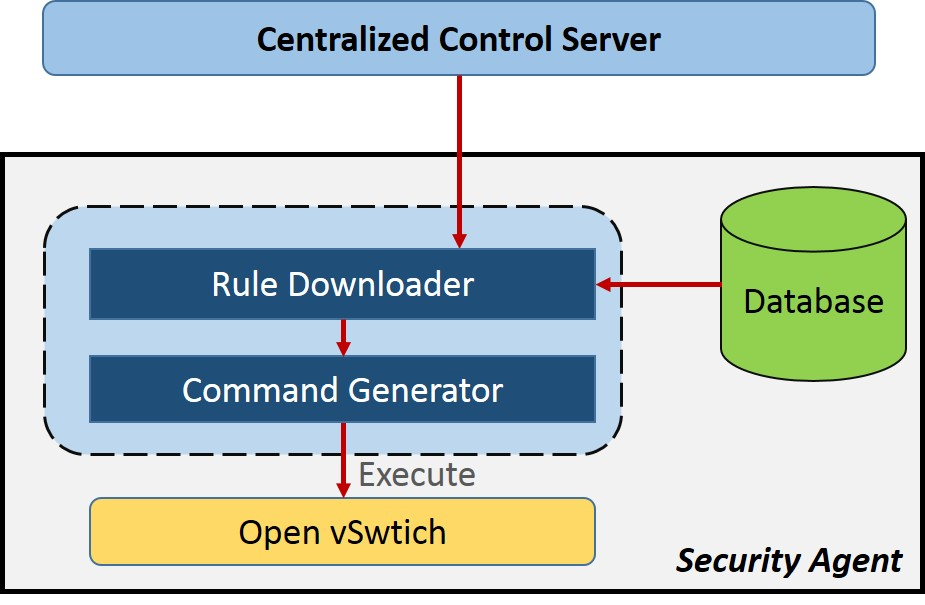 Centralized Control Server
Rule Downloader
Database
Command Generator
Execute
Open vSwtich
Security Agent